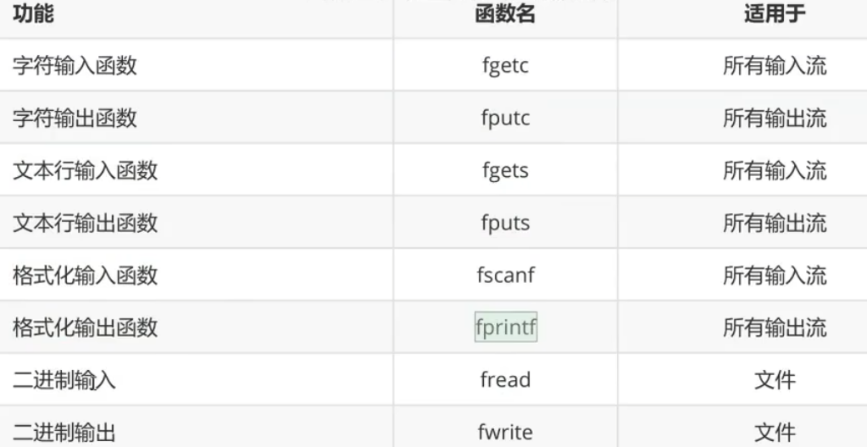 功能 函数名 适用于
字符输入函数 fgetc 所有输入流
字符输出函数 fputc 所有输出流
文本行输入函数 fgets 所有输入流
文本行输出函数 fputs 所有输出流
格式化输入函数 fscanf 所有输入流
格式化输出函数 fprintf 所有输出流
二进制输入 fread 文件
二进制输出 fwrite 文件